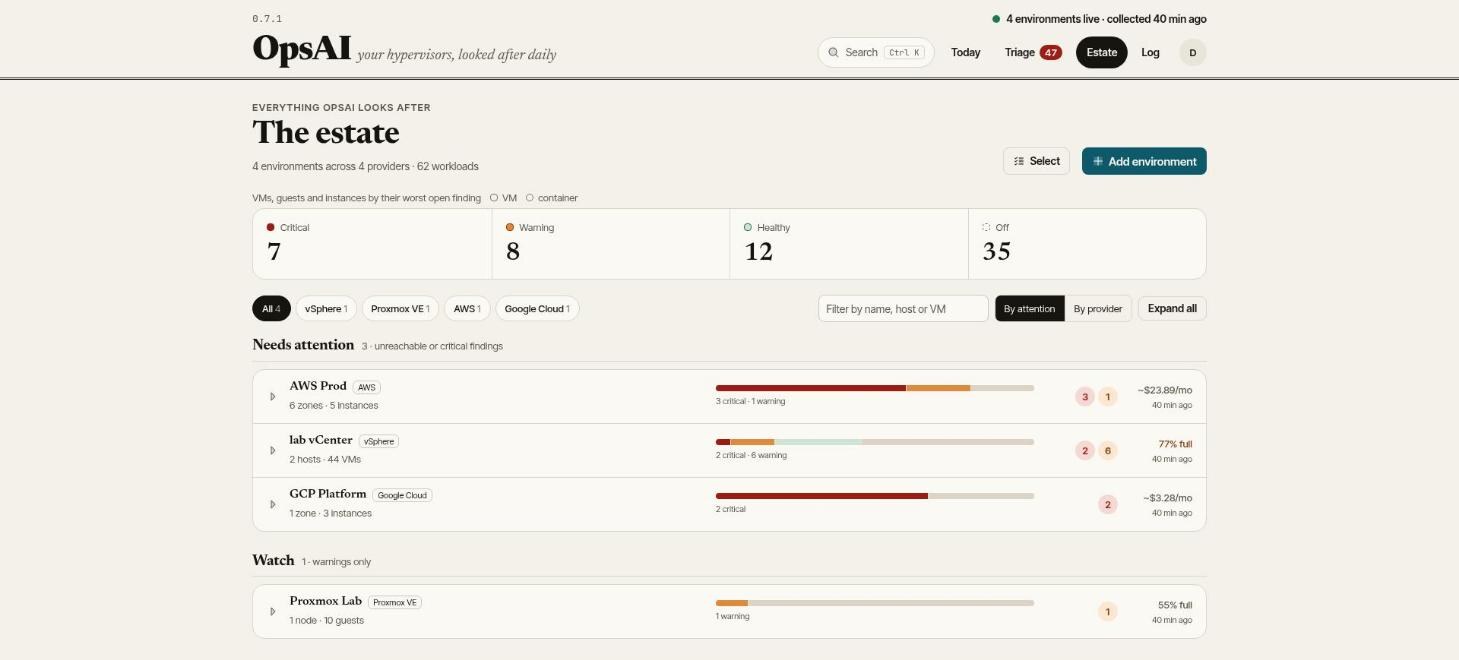 0.7.1
4 environments live · collected 40 min ago
OpsAI your hypervisors, looked after daily
Search Ctrl K Today Triage 47 Estate Log D
EVERYTHING OPSAI LOOKS AFTER
The estate
4 environments across 4 providers · 62 workloads
Select Add environment
VMs, guests and instances by their worst open finding VM container
Critical Warning Healthy Off
7 8 12 35
All 4 vSphere 1 Proxmox VE 1 AWS 1 Google Cloud 1 Filter by name, host or VM By attention By provider Expand all
Needs attention 3 · unreachable or critical findings
AWS Prod AWS
6 zones · 5 instances
3 critical · 1 warning
3 1
~$23.89/mo
40 min ago
lab vCenter vSphere
2 hosts · 44 VMs
2 critical · 6 warning
2 6
77% full
40 min ago
GCP Platform Google Cloud
1 zone · 3 instances
2 critical
2
~$3.28/mo
40 min ago
Watch 1 · warnings only
Proxmox Lab Proxmox VE
1 node · 10 guests
1 warning
1
55% full
40 min ago